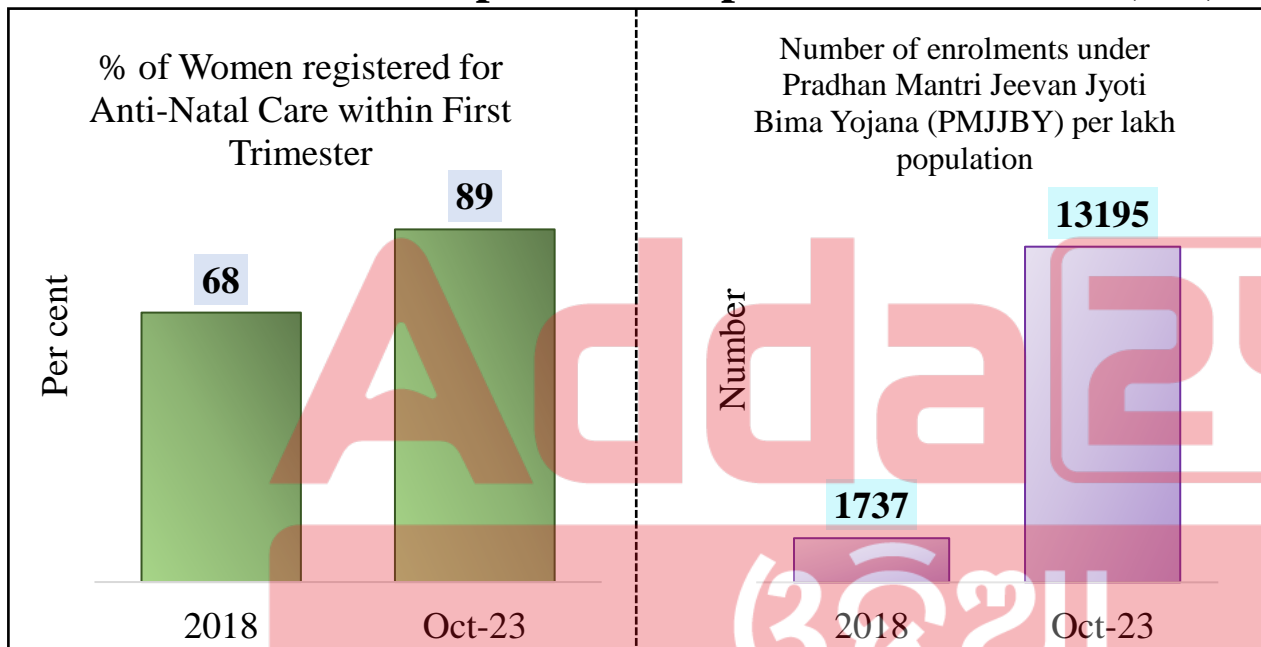 % of Women registered for
Anti-Natal Care within First
Trimester
Per cent
68
89
2018
Oct-23
Number of enrolments under
Pradhan Mantri Jeevan Jyoti
Bima Yojana (PMJJBY) per lakh
population
Number
1737
13195
2018
Oct-23
Adda
ଓଡ଼ିଆ